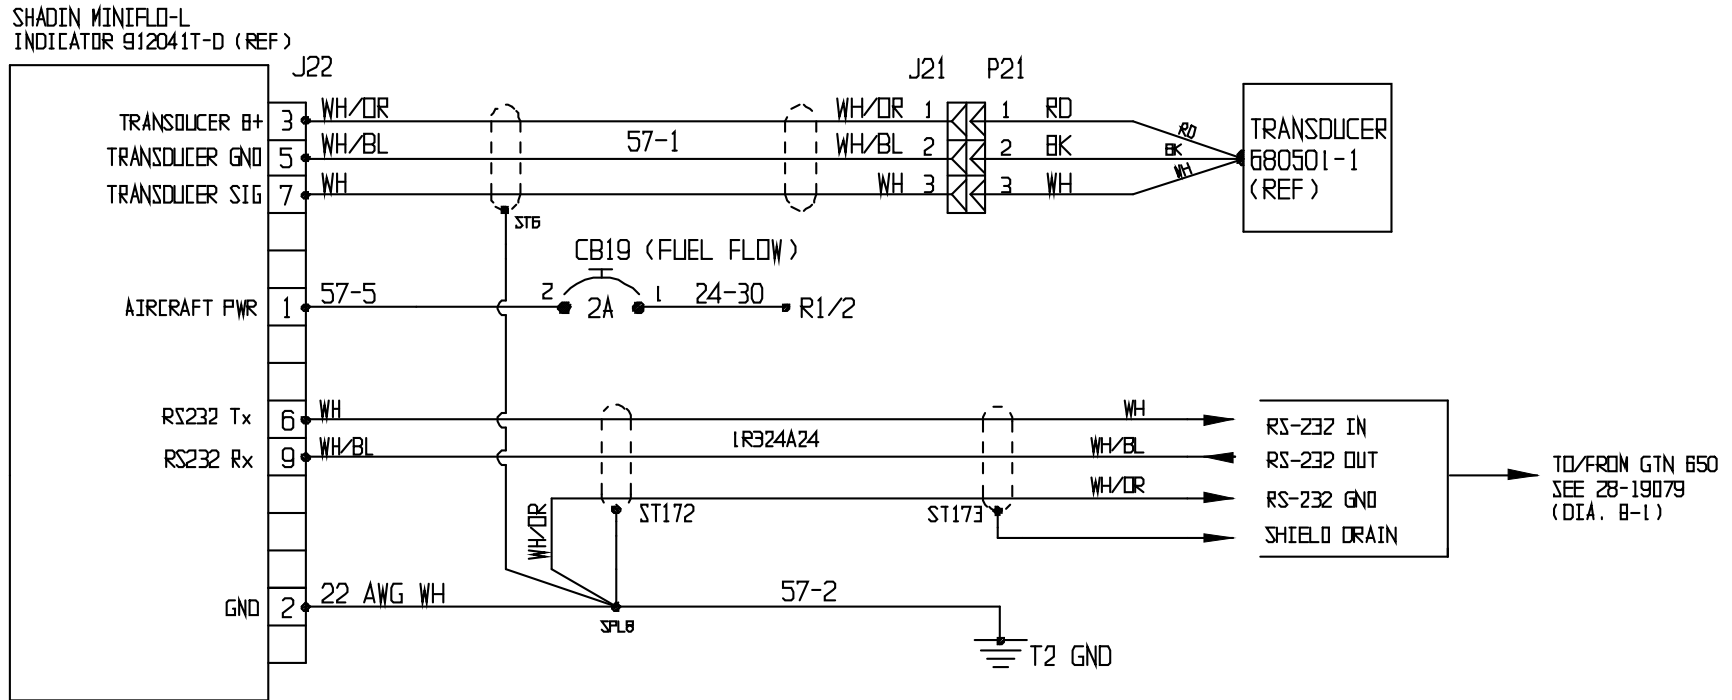 SHADIN MINIFLO-L
INDICATOR 912041T-D (REF)
J22
J21
P21
TRANSDUCER B+
3
WH/OR
WH/OR
1
1
RD
RD
TRANSDUCER GND
5
WH/BL
57-1
WH/BL
2
2
BK
BK
TRANSDUCER SIG
7
WH
WH
3
3
WH
WH
TRANSDUCER
680501-1
(REF)
ST6
CB19 (FUEL FLOW)
AIRCRAFT PWR
1
57-5
2
2A
1
24-30
R1/2
RS232 Tx
6
WH
WH
RS-232 IN
1R324A24
RS232 Rx
9
WH/BL
WH/BL
RS-232 OUT
WH/OR
RS-232 GND
WH/OR
ST172
ST173
SHIELD DRAIN
TO/FROM GTN 650
SEE 28-19079
(DIA. B-1)
GND
2
22 AWG WH
57-2
SPL8
T2 GND